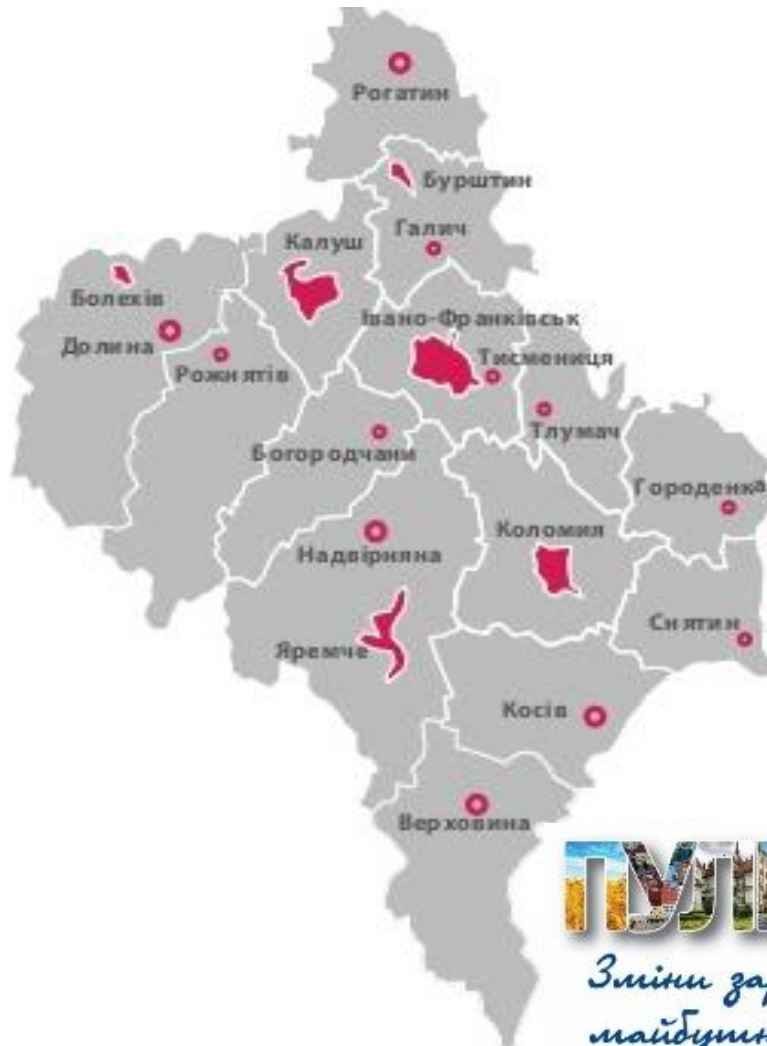 Рогатин
Бурштин
Галич
Калуш
Болехів
Долина
Рожнятів
Івано-Франківськ
Тисмениця
Тлумач
Богородчани
Городенка
Надвірняна
Коломия
Снятин
Яремче
Косів
Верховина
Зміни